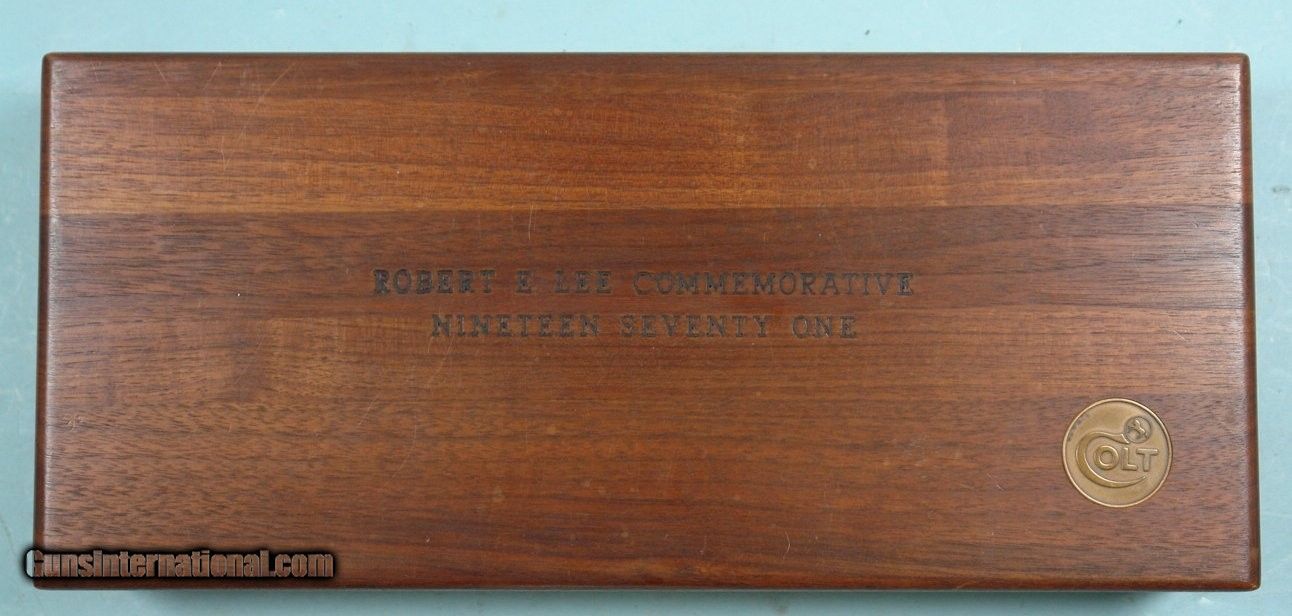 ROBERT E LEE COMMEMORATIVE
NINETEEN SEVENTY ONE
COLT
GunsInternational.com